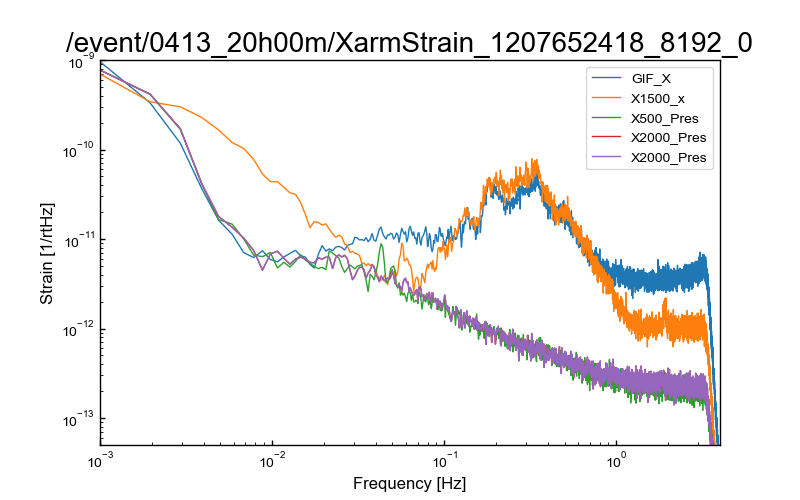 /event/0413_20h00m/XarmStrain_1207652418_8192_0
GIF_X
X1500_x
X500_Pres
X2000_Pres
X2000_Pres
Strain [1/rtHz]
10⁻⁹
10⁻¹⁰
10⁻¹¹
10⁻¹²
10⁻¹³
10⁻³
10⁻²
10⁻¹
10⁰
Frequency [Hz]